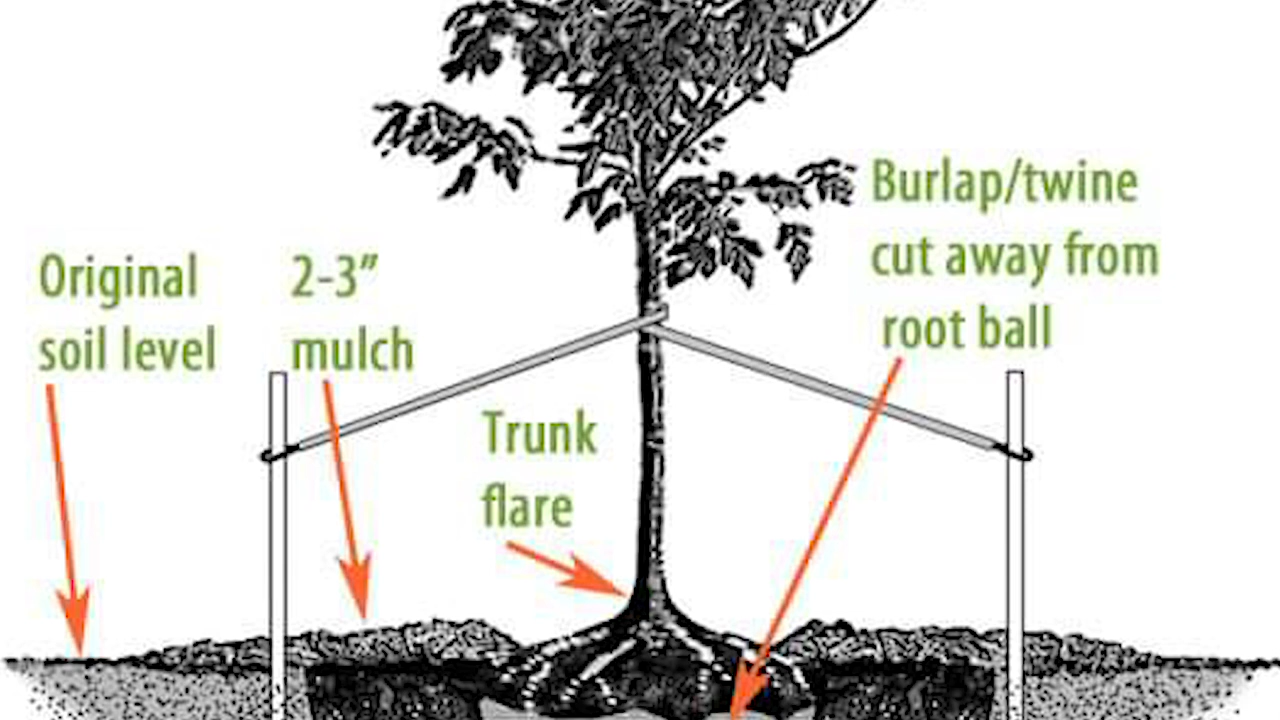 Original
soil level
2-3”
mulch
Trunk
flare
Burlap/twine
cut away from
root ball